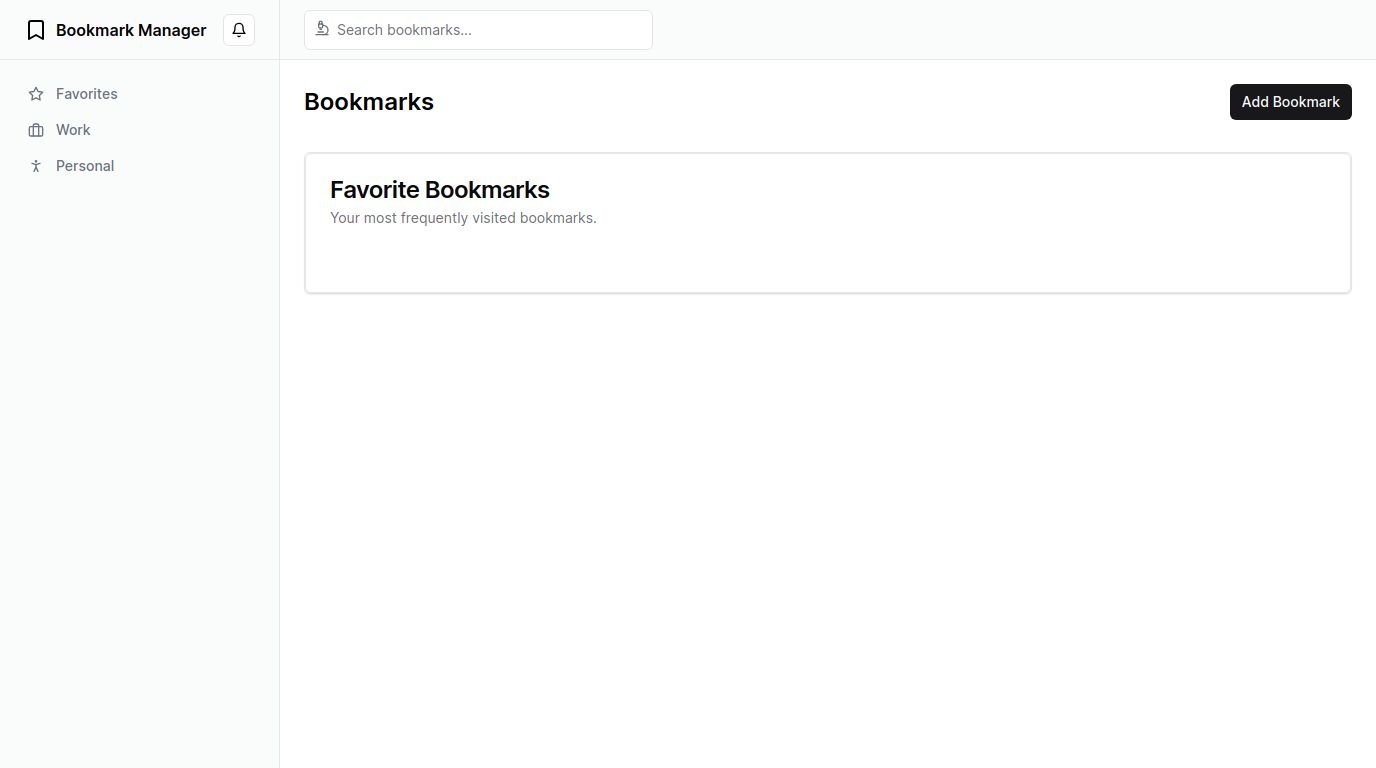 Bookmark Manager
Search bookmarks...
Favorites
Work
Personal
Bookmarks
Add Bookmark
Favorite Bookmarks
Your most frequently visited bookmarks.